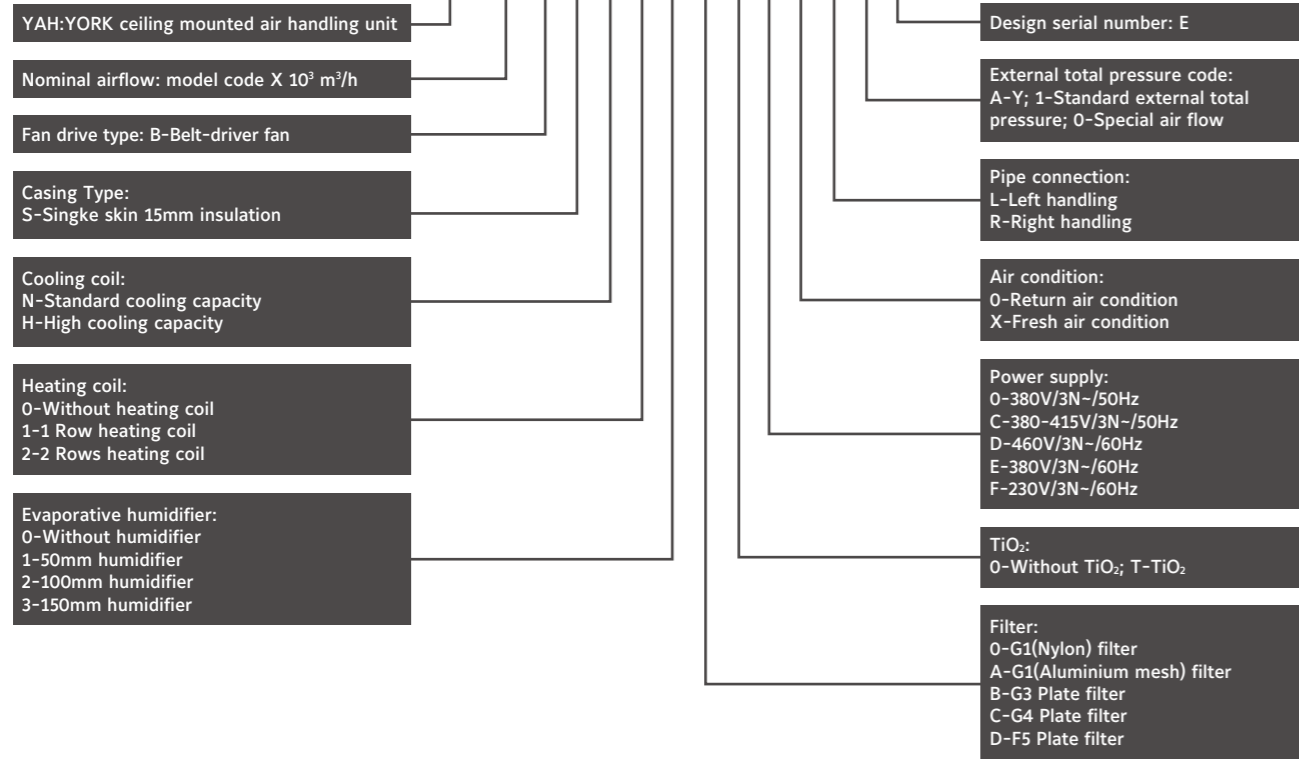 YAH:YORK ceiling mounted air handling unit
Nominal airflow: model code X 10³ m³/h
Fan drive type: B-Belt-driver fan
Casing Type:
S-Singke skin 15mm insulation
Cooling coil:
N-Standard cooling capacity
H-High cooling capacity
Heating coil:
0-Without heating coil
1-1 Row heating coil
2-2 Rows heating coil
Evaporative humidifier:
0-Without humidifier
1-50mm humidifier
2-100mm humidifier
3-150mm humidifier
Design serial number: E
External total pressure code:
A-Y; 1-Standard external total
pressure; 0-Special air flow
Pipe connection:
L-Left handling
R-Right handling
Air condition:
0-Return air condition
X-Fresh air condition
Power supply:
0-380V/3N~/50Hz
C-380-415V/3N~/50Hz
D-460V/3N~/60Hz
E-380V/3N~/60Hz
F-230V/3N~/60Hz
TiO₂:
0-Without TiO₂; T-TiO₂
Filter:
0-G1(Nylon) filter
A-G1(Aluminium mesh) filter
B-G3 Plate filter
C-G4 Plate filter
D-F5 Plate filter